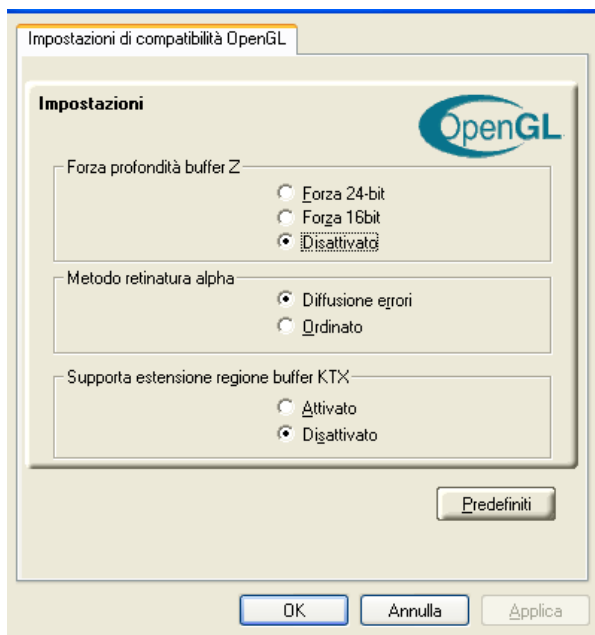 Impostazioni di compatibilità OpenGL
Impostazioni
OpenGL
Forza profondità buffer Z
Forza 24-bit
Forza 16bit
Disattivato
Metodo retinatura alpha
Diffusione errori
Ordinato
Supporta estensione regione buffer KTX
Attivato
Disattivato
Predefiniti
OK
Annulla
Applica